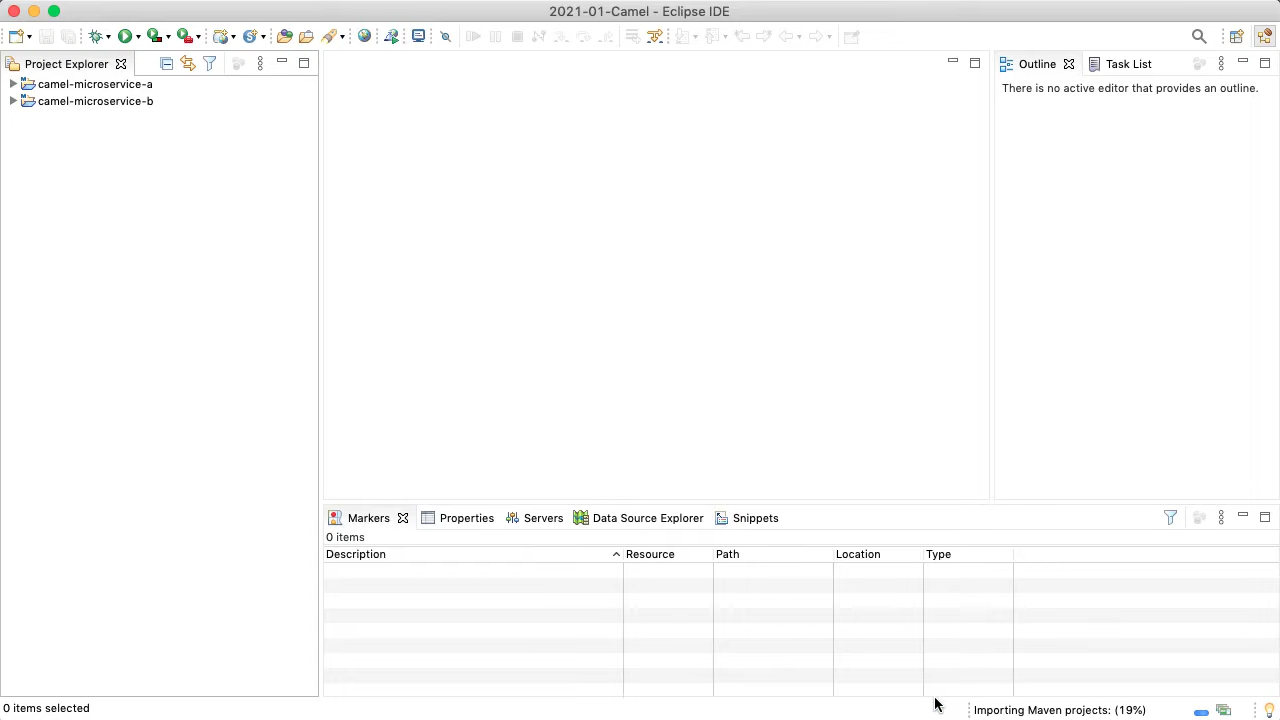 2021-01-Camel - Eclipse IDE
Project Explorer
camel-microservice-a
camel-microservice-b
Outline
Task List
There is no active editor that provides an outline.
Markers
Properties
Servers
Data Source Explorer
Snippets
0 items
Description
Resource
Path
Location
Type
0 items selected
Importing Maven projects: (19%)